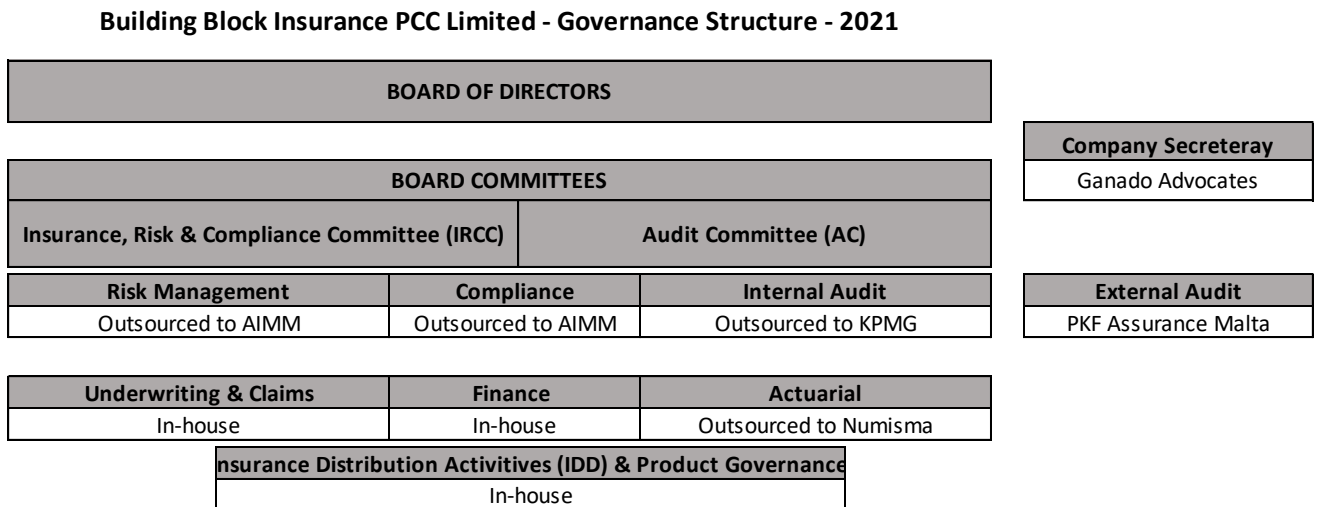 Building Block Insurance PCC Limited - Governance Structure - 2021
BOARD OF DIRECTORS
Company Secreteray
Ganado Advocates
BOARD COMMITTEES
Insurance, Risk & Compliance Committee (IRCC)
Audit Committee (AC)
Risk Management
Compliance
Internal Audit
External Audit
Outsourced to AIMM
Outsourced to AIMM
Outsourced to KPMG
PKF Assurance Malta
Underwriting & Claims
Finance
Actuarial
In-house
In-house
Outsourced to Numisma
nsurance Distribution Activitives (IDD) & Product Governance
In-house